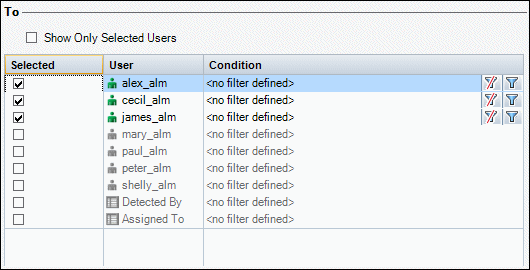 To
Show Only Selected Users
Selected User Condition
alex_alm <no filter defined>
cecil_alm <no filter defined>
james_alm <no filter defined>
mary_alm <no filter defined>
paul_alm <no filter defined>
peter_alm <no filter defined>
shelly_alm <no filter defined>
Detected By <no filter defined>
Assigned To <no filter defined>